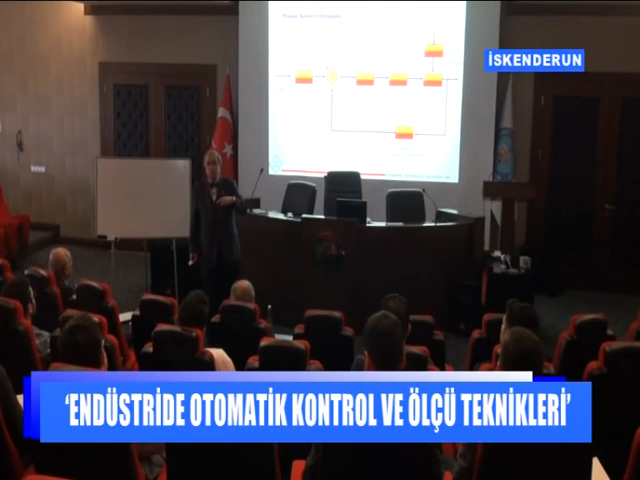 İSKENDERUN
‘ENDÜSTRİDE OTOMATİK KONTROL VE ÖLÇÜ TEKNİKLERİ’